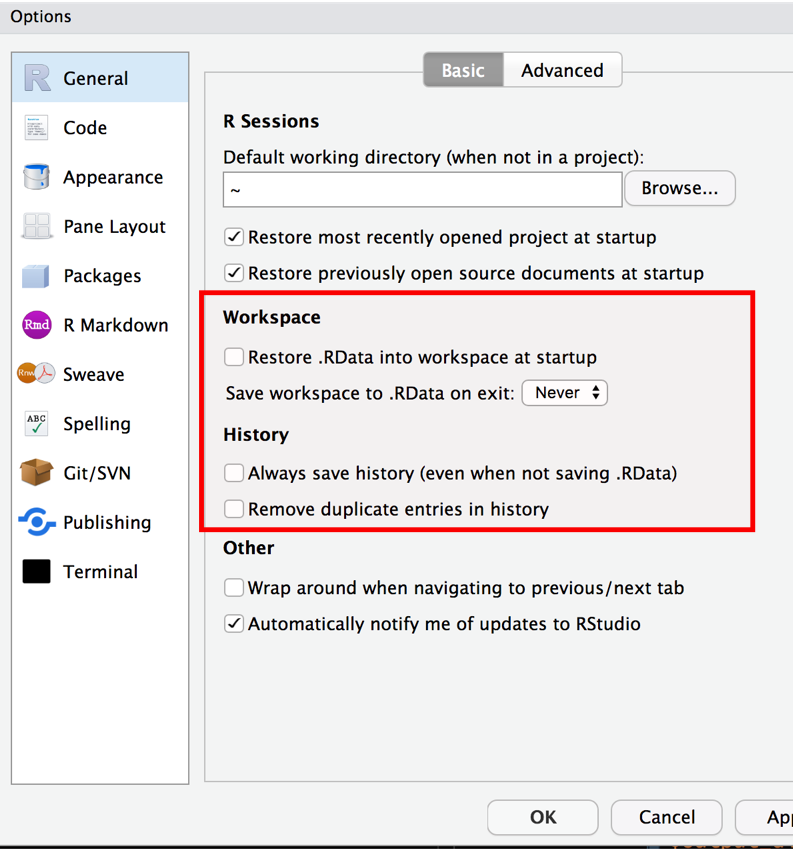 Options
General
Code
Appearance
Pane Layout
Packages
Rmd
R Markdown
Rnw
Sweave
ABC
Spelling
Git/SVN
Publishing
Terminal
Basic
Advanced
R Sessions
Default working directory (when not in a project):
~
Browse...
Restore most recently opened project at startup
Restore previously open source documents at startup
Workspace
Restore .RData into workspace at startup
Save workspace to .RData on exit: Never
History
Always save history (even when not saving .RData)
Remove duplicate entries in history
Other
Wrap around when navigating to previous/next tab
Automatically notify me of updates to RStudio
OK
Cancel
App